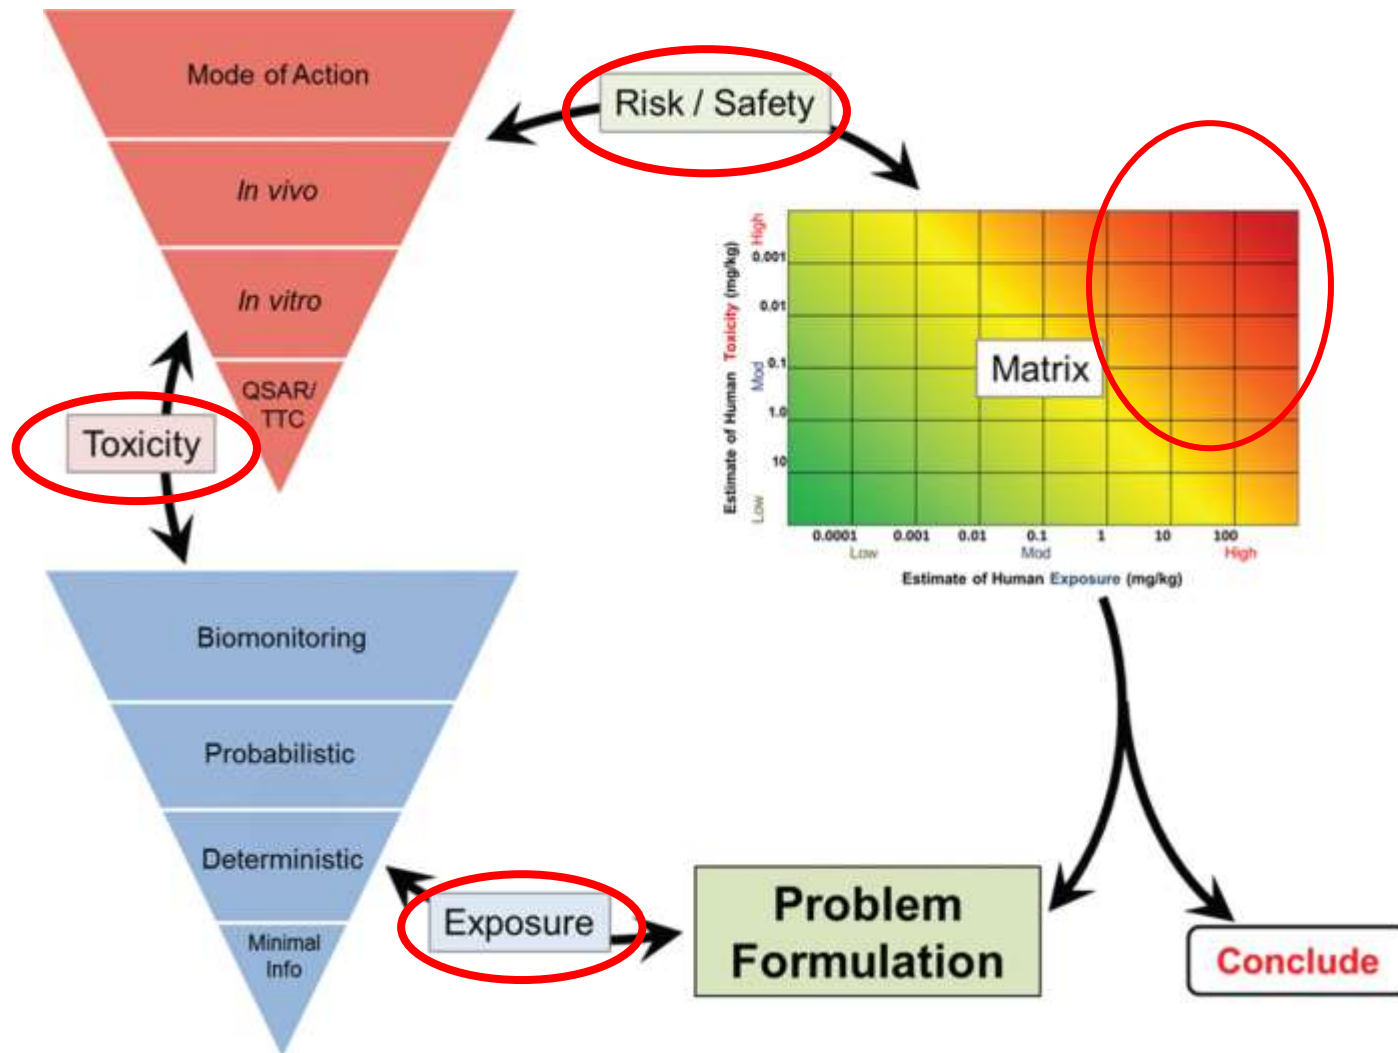 Mode of Action
In vivo
In vitro
QSAR/
TTC
Toxicity
Risk / Safety
Estimate of Human Toxicity (mg/kg)
High
Mod
Low
0.001
0.01
0.1
1.0
10
Matrix
0.0001
0.001
0.01
0.1
1
10
100
Low
Mod
High
Estimate of Human Exposure (mg/kg)
Biomonitoring
Probabilistic
Deterministic
Minimal
Info
Exposure
Problem
Formulation
Conclude